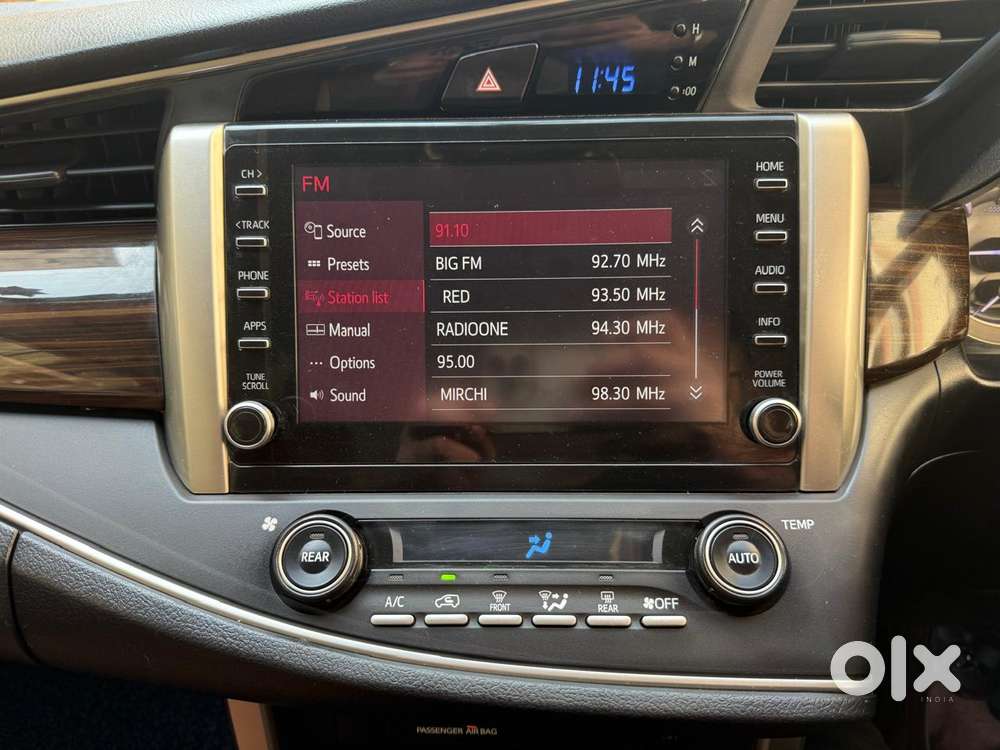 H
11:45
M
:00
CH >
< TRACK
PHONE
APPS
TUNE
SCROLL
FM
Source
Presets
Station list
Manual
Options
Sound
91.10
BIG FM 92.70 MHz
RED 93.50 MHz
RADIOONE 94.30 MHz
95.00
MIRCHI 98.30 MHz
HOME
MENU
AUDIO
INFO
POWER
VOLUME
REAR
TEMP
AUTO
A/C
FRONT
REAR
OFF
olx
INDIA
PASSENGER AIRBAG